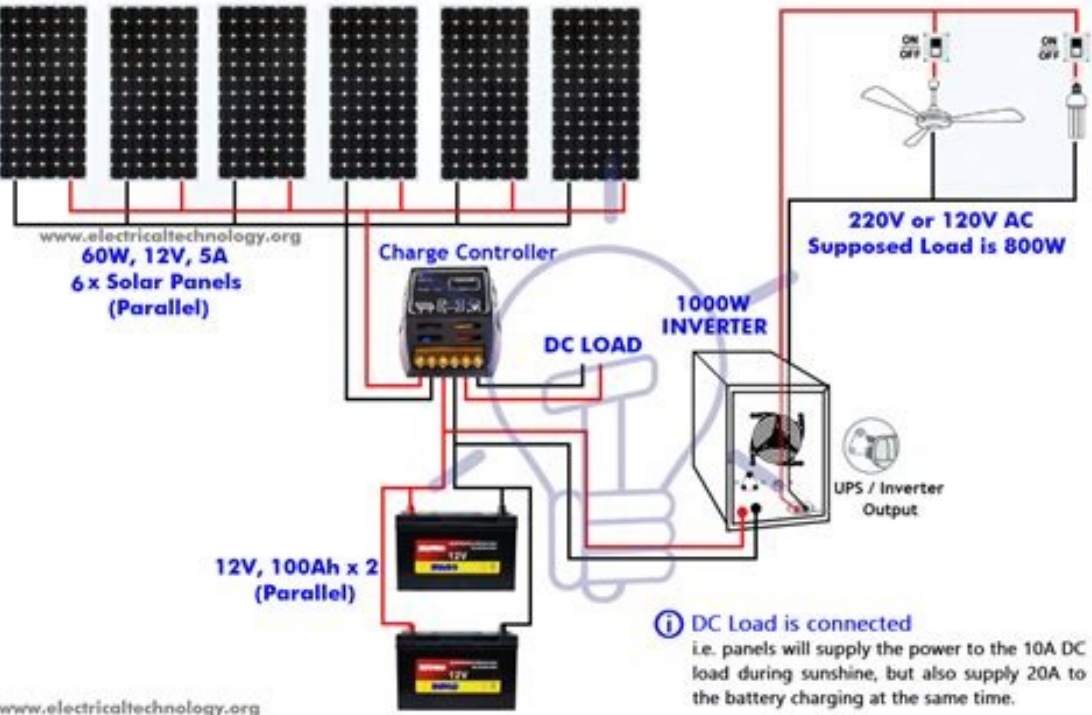 ON
OFF
ON
OFF
www.electricaltechnology.org
60W, 12V, 5A
6x Solar Panels
(Parallel)
Charge Controller
220V or 120V AC
Supposed Load is 800W
1000W
INVERTER
DC LOAD
UPS / Inverter
Output
12V, 100Ah x 2
(Parallel)
12V
12V
i DC Load is connected
i.e. panels will supply the power to the 10A DC
load during sunshine, but also supply 20A to
the battery charging at the same time.
www.electricaltechnology.org